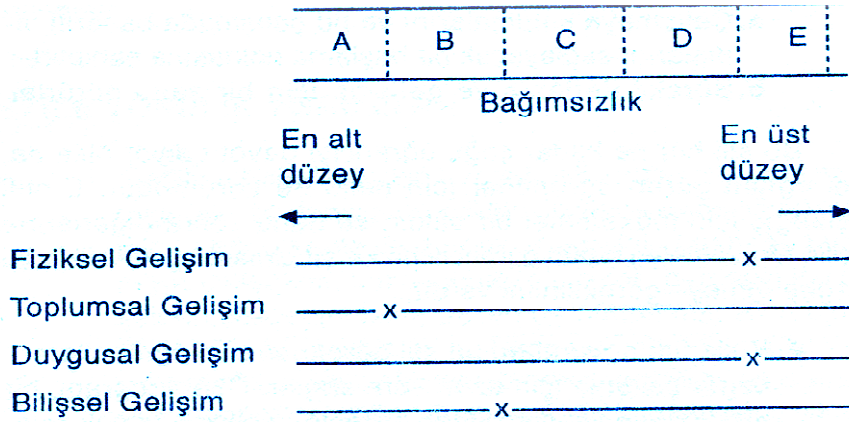 A B C D E
Bağımsızlık
En alt düzey
En üst düzey
Fiziksel Gelişim x
Toplumsal Gelişim x
Duygusal Gelişim x
Bilişsel Gelişim x